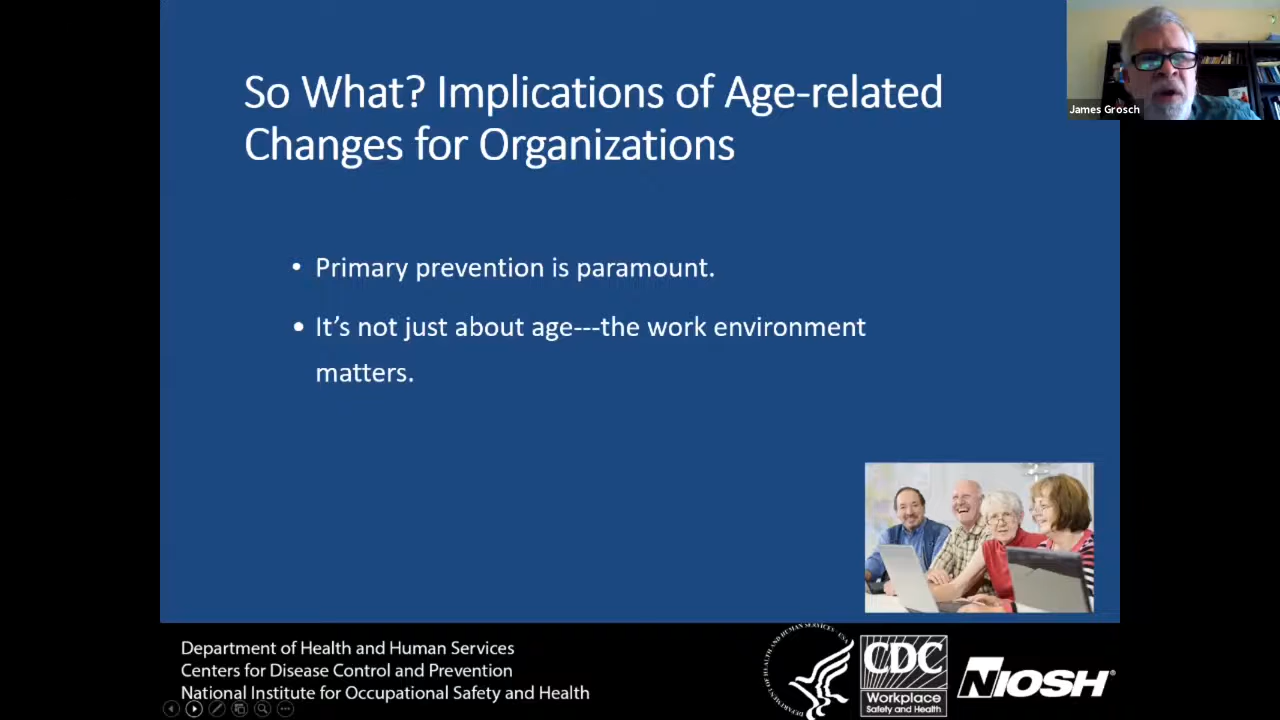 So What? Implications of Age-related
Changes for Organizations
James Grosch
• Primary prevention is paramount.
• It’s not just about age---the work environment
matters.
Department of Health and Human Services
Centers for Disease Control and Prevention
National Institute for Occupational Safety and Health
CDC
Workplace
Safety and Health
NIOSH®